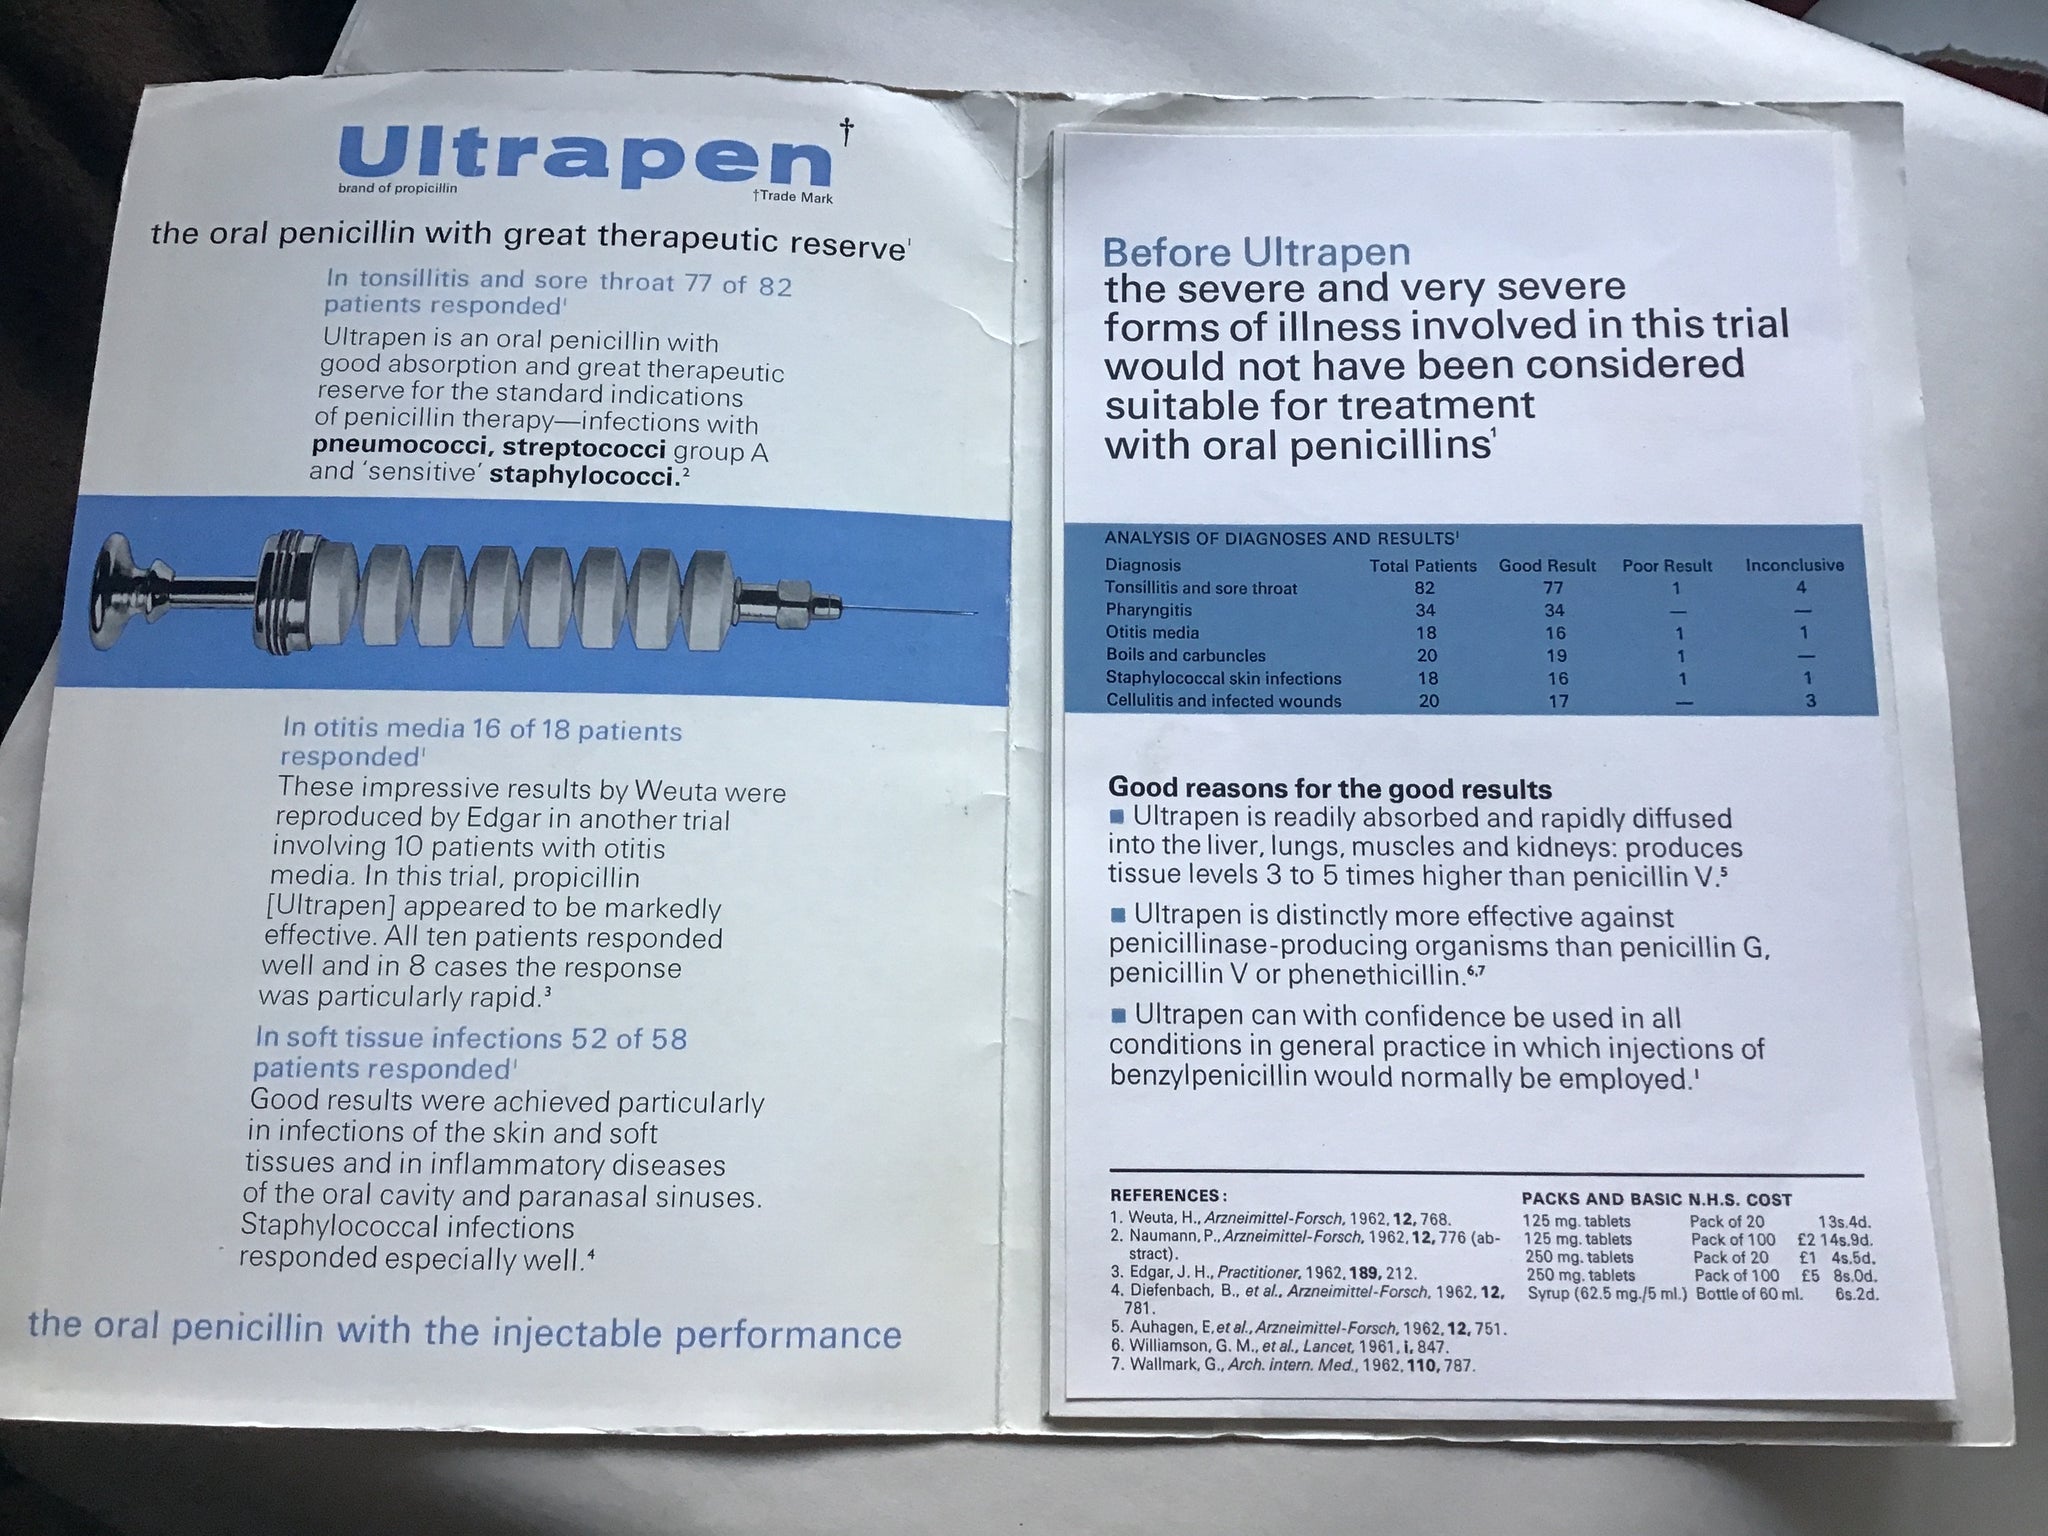 Ultrapen†
brand of propicillin
†Trade Mark
the oral penicillin with great therapeutic reserve¹
In tonsillitis and sore throat 77 of 82
patients responded¹
Ultrapen is an oral penicillin with
good absorption and great therapeutic
reserve for the standard indications
of penicillin therapy—infections with
pneumococci, streptococci group A
and ‘sensitive’ staphylococci.²
In otitis media 16 of 18 patients
responded¹
These impressive results by Weuta were
reproduced by Edgar in another trial
involving 10 patients with otitis
media. In this trial, propicillin
[Ultrapen] appeared to be markedly
effective. All ten patients responded
well and in 8 cases the response
was particularly rapid.³
In soft tissue infections 52 of 58
patients responded¹
Good results were achieved particularly
in infections of the skin and soft
tissues and in inflammatory diseases
of the oral cavity and paranasal sinuses.
Staphylococcal infections
responded especially well.⁴
the oral penicillin with the injectable performance
Before Ultrapen
the severe and very severe
forms of illness involved in this trial
would not have been considered
suitable for treatment
with oral penicillins¹
ANALYSIS OF DIAGNOSES AND RESULTS¹
Diagnosis Total Patients Good Result Poor Result Inconclusive
Tonsillitis and sore throat 82 77 1 4
Pharyngitis 34 34 — —
Otitis media 18 16 1 1
Boils and carbuncles 20 19 1 —
Staphylococcal skin infections 18 16 1 1
Cellulitis and infected wounds 20 17 — 3
Good reasons for the good results
■ Ultrapen is readily absorbed and rapidly diffused
into the liver, lungs, muscles and kidneys: produces
tissue levels 3 to 5 times higher than penicillin V.⁵
■ Ultrapen is distinctly more effective against
penicillinase-producing organisms than penicillin G,
penicillin V or phenethicillin.⁶,⁷
■ Ultrapen can with confidence be used in all
conditions in general practice in which injections of
benzylpenicillin would normally be employed.¹
REFERENCES:
1. Weuta, H., Arzneimittel-Forsch, 1962, 12, 768.
2. Naumann, P., Arzneimittel-Forsch, 1962, 12, 776 (ab-
stract).
3. Edgar, J. H., Practitioner, 1962, 189, 212.
4. Diefenbach, B., et al., Arzneimittel-Forsch, 1962, 12,
781.
5. Auhagen, E, et al., Arzneimittel-Forsch, 1962, 12, 751.
6. Williamson, G. M., et al., Lancet, 1961, i, 847.
7. Wallmark, G., Arch. intern. Med., 1962, 110, 787.
PACKS AND BASIC N.H.S. COST
125 mg. tablets Pack of 20 13s.4d.
125 mg. tablets Pack of 100 £2 14s.9d.
250 mg. tablets Pack of 20 £1 4s.5d.
250 mg. tablets Pack of 100 £5 8s.0d.
Syrup (62.5 mg./5 ml.) Bottle of 60 ml. 6s.2d.